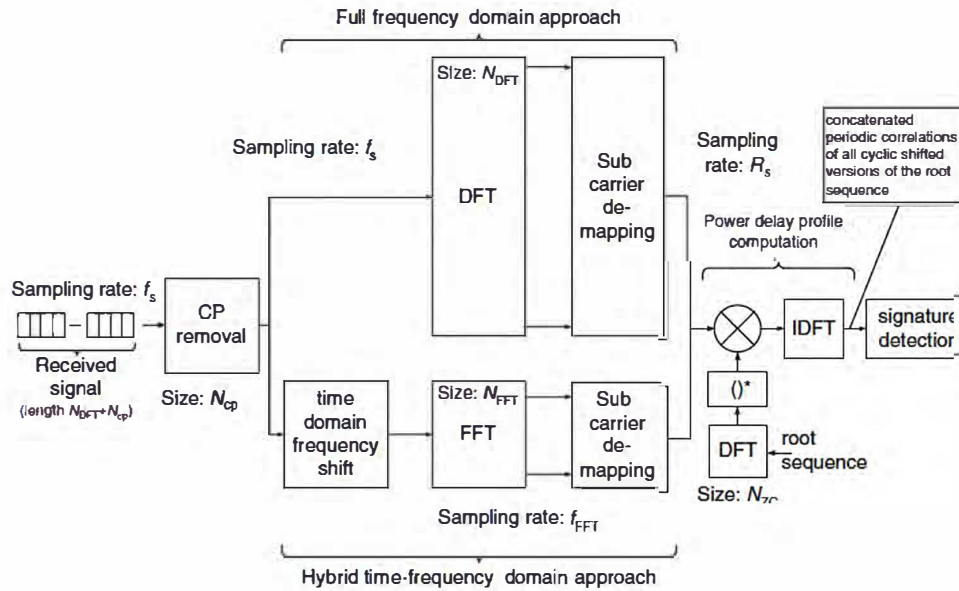 Full frequency domain approach
Size: N_DFT
Sampling rate: f_s
DFT
Sub
carrier
de-
mapping
Sampling
rate: R_s
concatenated
periodic correlations
of all cyclic shifted
versions of the root
sequence
Power delay profile
computation
Sampling rate: f_s
CP
removal
IDFT
signature
detection
Received
signal
(length N_DFT+N_cp)
Size: N_cp
time
domain
frequency
shift
Size: N_FFT
FFT
Sub
carrier
de-
mapping
()*
DFT
root
sequence
Size: N_ZC
Sampling rate: f_FFT
Hybrid time-frequency domain approach